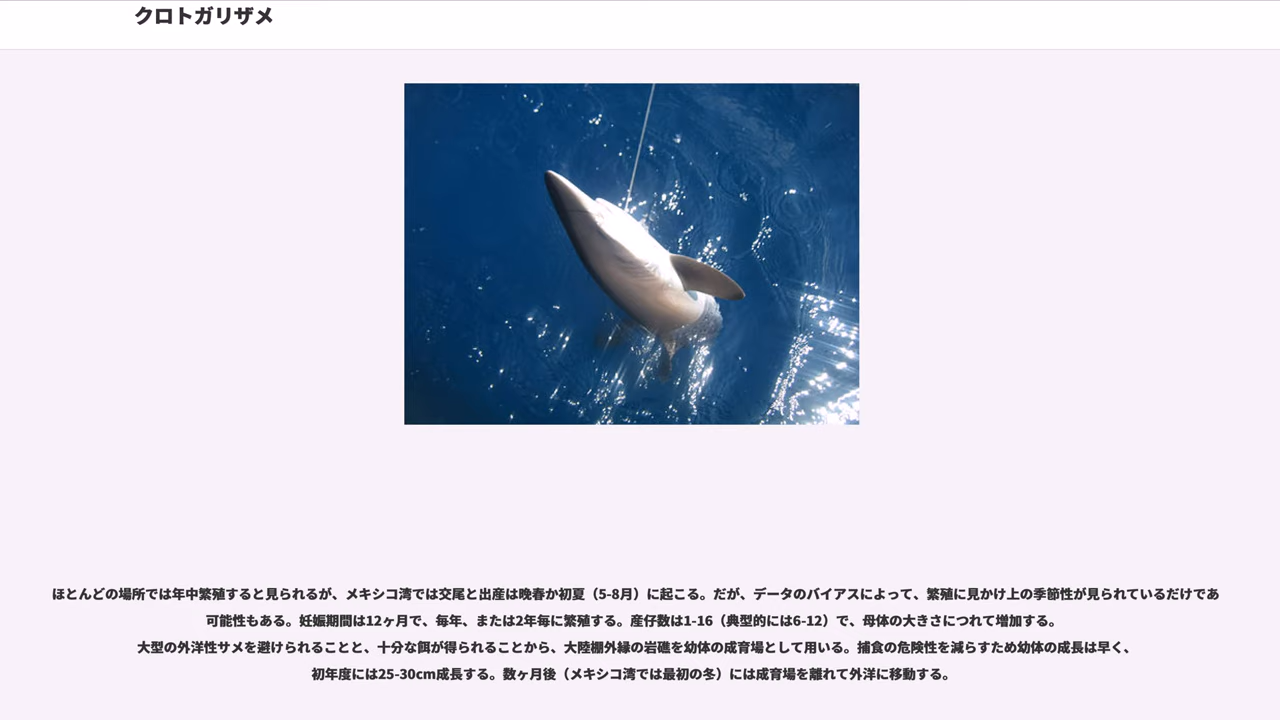 クロトガリザメ
ほとんどの場所では年中繁殖すると見られるが、メキシコ湾では交尾と出産は晩春か初夏（5-8月）に起こる。だが、データのバイアスによって、繁殖に見かけ上の季節性が見られているだけであ
可能性もある。妊娠期間は12ヶ月で、毎年、または2年毎に繁殖する。産仔数は1-16（典型的には6-12）で、母体の大きさにつれて増加する。
大型の外洋性サメを避けられることと、十分な餌が得られることから、大陸棚外縁の岩礁を幼体の成育場として用いる。捕食の危険性を減らすため幼体の成長は早く、
初年度には25-30cm成長する。数ヶ月後（メキシコ湾では最初の冬）には成育場を離れて外洋に移動する。